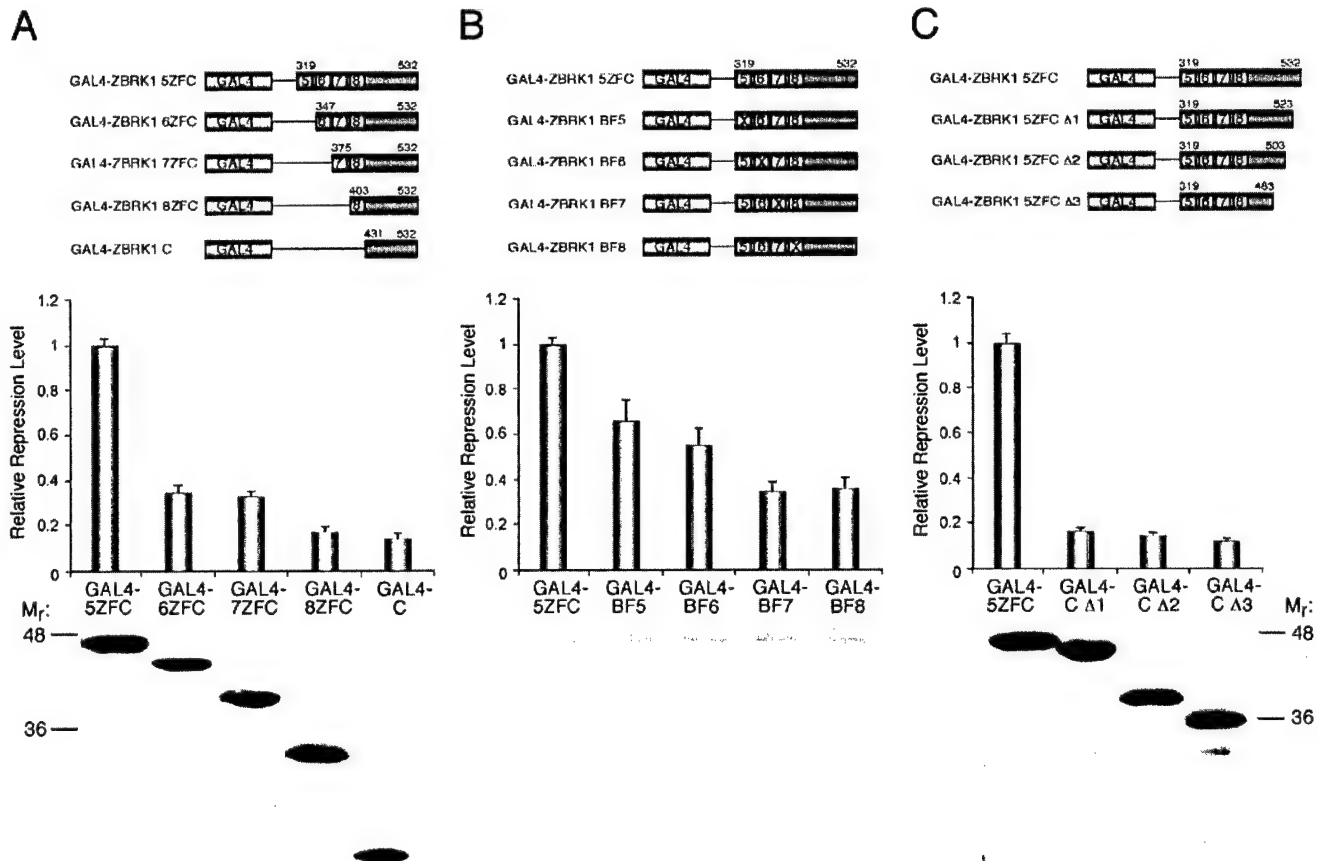 A
319 532
GAL4-ZBRK1 5ZFC GAL4 5 6 7 8
347 532
GAL4-ZBRK1 6ZFC GAL4 6 7 8
375 532
GAL4-ZBRK1 7ZFC GAL4 7 8
403 532
GAL4-ZBRK1 8ZFC GAL4 8
431 532
GAL4-ZBRK1 C GAL4
Relative Repression Level
1.2
1
0.8
0.6
0.4
0.2
0
GAL4-5ZFC GAL4-6ZFC GAL4-7ZFC GAL4-8ZFC GAL4-C
Mr:
48
36
B
319 532
GAL4-ZBRK1 5ZFC GAL4 5 6 7 8
GAL4-ZBRK1 BF5 GAL4 X 6 7 8
GAL4-ZBRK1 BF6 GAL4 5 X 7 8
GAL4-ZBRK1 BF7 GAL4 5 6 X 8
GAL4-ZBRK1 BF8 GAL4 5 6 7 X
Relative Repression Level
1.2
1
0.8
0.6
0.4
0.2
0
GAL4-5ZFC GAL4-BF5 GAL4-BF6 GAL4-BF7 GAL4-BF8
C
319 532
GAL4-ZBRK1 5ZFC GAL4 5 6 7 8
319 523
GAL4-ZBRK1 5ZFC Δ1 GAL4 5 6 7 8
319 503
GAL4-ZBRK1 5ZFC Δ2 GAL4 5 6 7 8
319 483
GAL4-ZBRK1 5ZFC Δ3 GAL4 5 6 7 8
Relative Repression Level
1.2
1
0.8
0.6
0.4
0.2
0
GAL4-5ZFC GAL4-C Δ1 GAL4-C Δ2 GAL4-C Δ3
Mr:
48
36